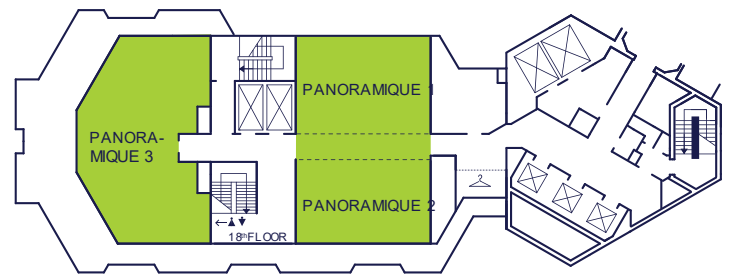 PANORAMIQUE 1
PANORA-
MIQUE 3
PANORAMIQUE 2
18th FLOOR